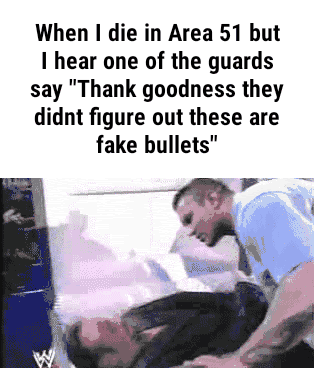 When I die in Area 51 but
I hear one of the guards
say "Thank goodness they
didnt figure out these are
fake bullets"
W